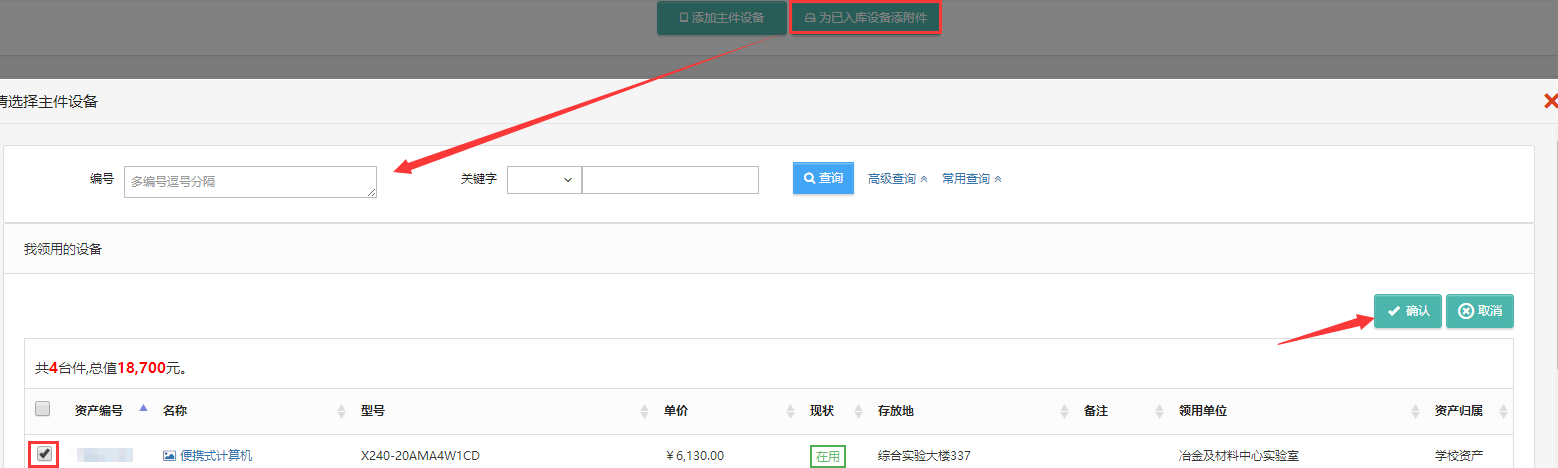 添加主件设备 为已入库设备添附件
请选择主件设备
编号 多编号逗号分隔 关键字 查询 高级查询 常用查询
我领用的设备
确认 取消
共4台件,总值18,700元。
资产编号 名称 型号 单价 现状 存放地 备注 领用单位 资产归属
便携式计算机 X240-20AMA4W1CD ￥6,130.00 在用 综合实验大楼337 冶金及材料中心实验室 学校资产